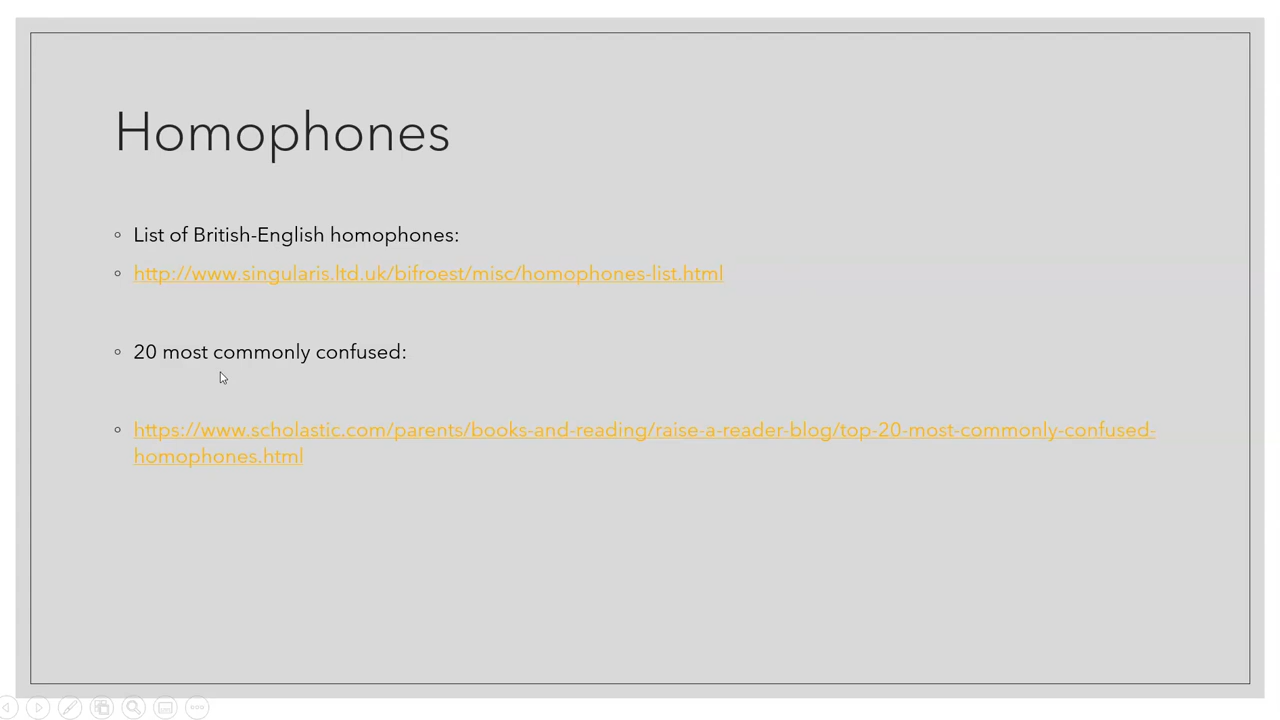 Homophones
List of British-English homophones:
http://www.singularis.ltd.uk/bifroest/misc/homophones-list.html
20 most commonly confused:
https://www.scholastic.com/parents/books-and-reading/raise-a-reader-blog/top-20-most-commonly-confused-
homophones.html